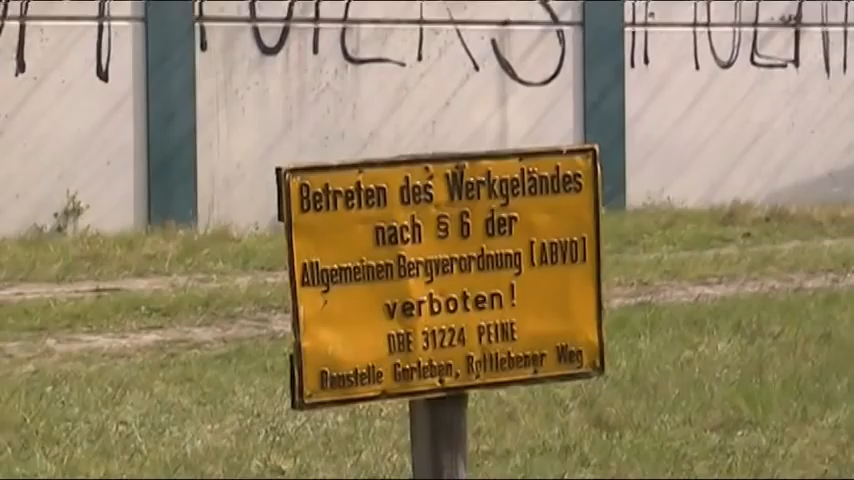 Betreten des Werkgeländes
nach § 6 der
Allgemeinen Bergverordnung (ABVO)
verboten!
DBE 31224 PEINE
Baustelle Gorleben, Rottlebener Weg